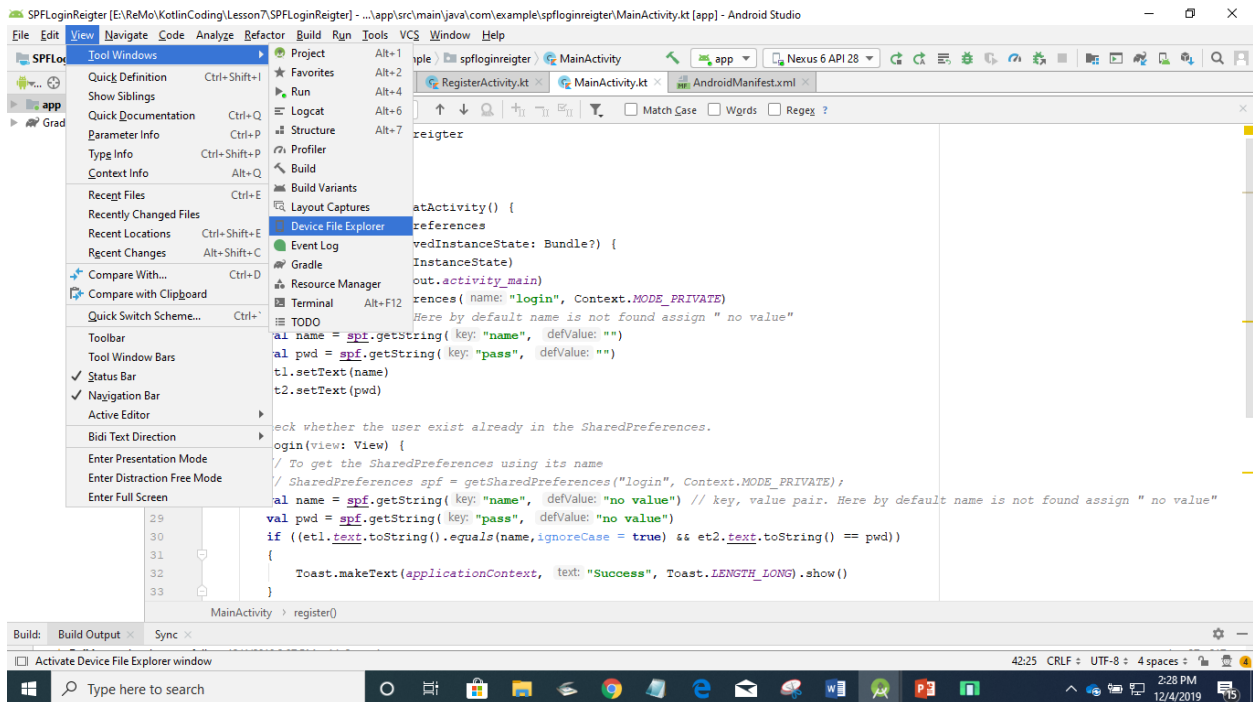 SPFLoginReigter [E:\ReMo\KotlinCoding\Lesson7\SPFLoginReigter] - ...\app\src\main\java\com\example\spfloginreigter\MainActivity.kt [app] - Android Studio
File Edit View Navigate Code Analyze Refactor Build Run Tools VCS Window Help
SPFLog
ple spfloginreigter MainActivity app Nexus 6 API 28
RegisterActivity.kt MainActivity.kt AndroidManifest.xml
app
Grad
Match Case Words Regex ?
Tool Windows
Quick Definition Ctrl+Shift+I
Show Siblings
Quick Documentation Ctrl+Q
Parameter Info Ctrl+P
Type Info Ctrl+Shift+P
Context Info Alt+Q
Recent Files Ctrl+E
Recently Changed Files
Recent Locations Ctrl+Shift+E
Recent Changes Alt+Shift+C
Compare With... Ctrl+D
Compare with Clipboard
Quick Switch Scheme... Ctrl+`
Toolbar
Tool Window Bars
Status Bar
Navigation Bar
Active Editor
Bidi Text Direction
Enter Presentation Mode
Enter Distraction Free Mode
Enter Full Screen
Project Alt+1
Favorites Alt+2
Run Alt+4
Logcat Alt+6
Structure Alt+7
Profiler
Build
Build Variants
Layout Captures
Device File Explorer
Event Log
Gradle
Resource Manager
Terminal Alt+F12
TODO
reigter
atActivity() {
references
vedInstanceState: Bundle?) {
InstanceState)
out.activity_main)
rences( name: "login", Context.MODE_PRIVATE)
Here by default name is not found assign " no value"
al name = spf.getString( key: "name", defValue: "")
al pwd = spf.getString( key: "pass", defValue: "")
t1.setText(name)
t2.setText(pwd)
eck whether the user exist already in the SharedPreferences.
ogin(view: View) {
/ To get the SharedPreferences using its name
/ SharedPreferences spf = getSharedPreferences("login", Context.MODE_PRIVATE);
al name = spf.getString( key: "name", defValue: "no value") // key, value pair. Here by default name is not found assign " no value"
29 val pwd = spf.getString( key: "pass", defValue: "no value")
30 if ((et1.text.toString().equals(name,ignoreCase = true) && et2.text.toString() == pwd))
31 {
32 Toast.makeText(applicationContext, text: "Success", Toast.LENGTH_LONG).show()
33 }
MainActivity › register()
Build: Build Output Sync
Activate Device File Explorer window 42:25 CRLF UTF-8 4 spaces 4
Type here to search 2:28 PM
12/4/2019 15